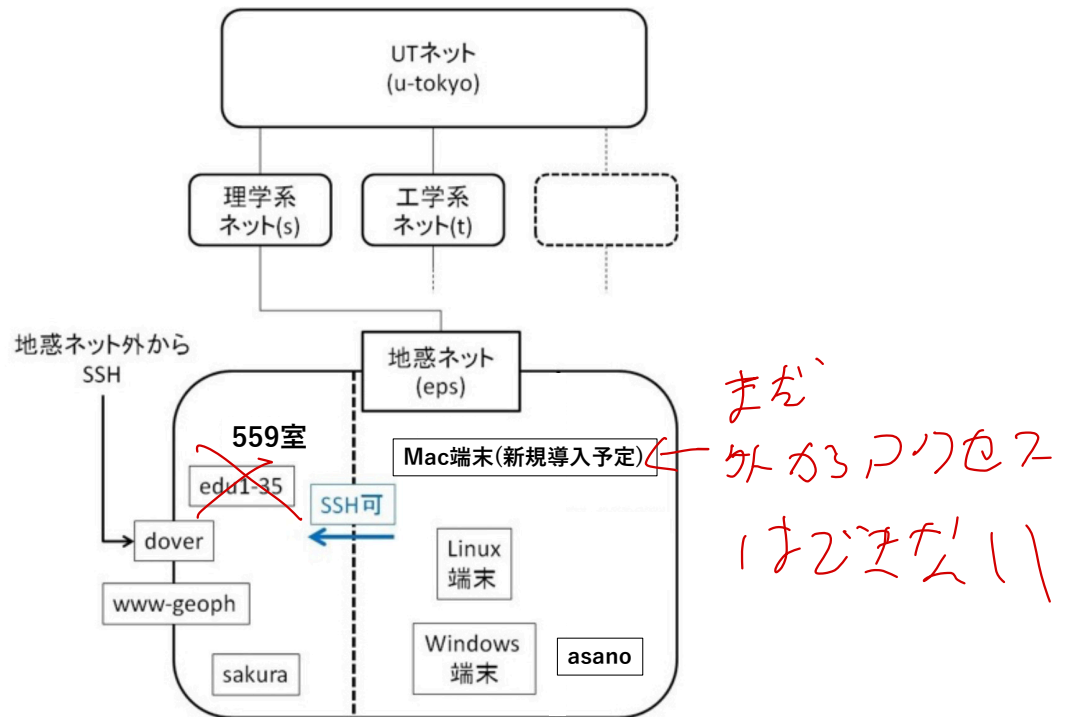 UTネット
(u-tokyo)
理学系
ネット(s)
工学系
ネット(t)
地惑ネット外から
SSH
地惑ネット
(eps)
559室
Mac端末(新規導入予定)
まだ
外からアクセス
はできない
edu1-35
SSH可
dover
Linux
端末
www-geoph
Windows
端末
asano
sakura